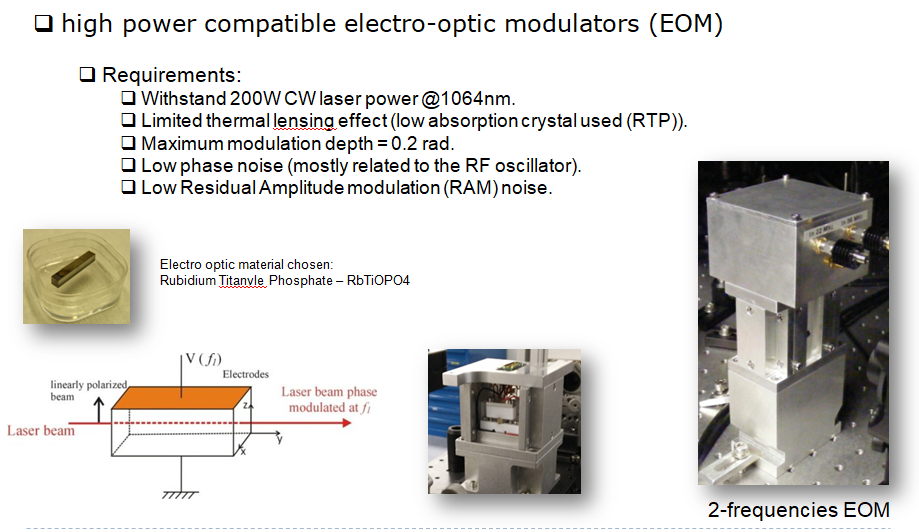 high power compatible electro-optic modulators (EOM)
Requirements:
Withstand 200W CW laser power @1064nm.
Limited thermal lensing effect (low absorption crystal used (RTP)).
Maximum modulation depth = 0.2 rad.
Low phase noise (mostly related to the RF oscillator).
Low Residual Amplitude modulation (RAM) noise.
Electro optic material chosen:
Rubidium Titanyle Phosphate – RbTiOPO4
V (f₁)
Electrodes
linearly polarized
beam
Laser beam phase
modulated at f₁
Laser beam
z
y
x
2-frequencies EOM